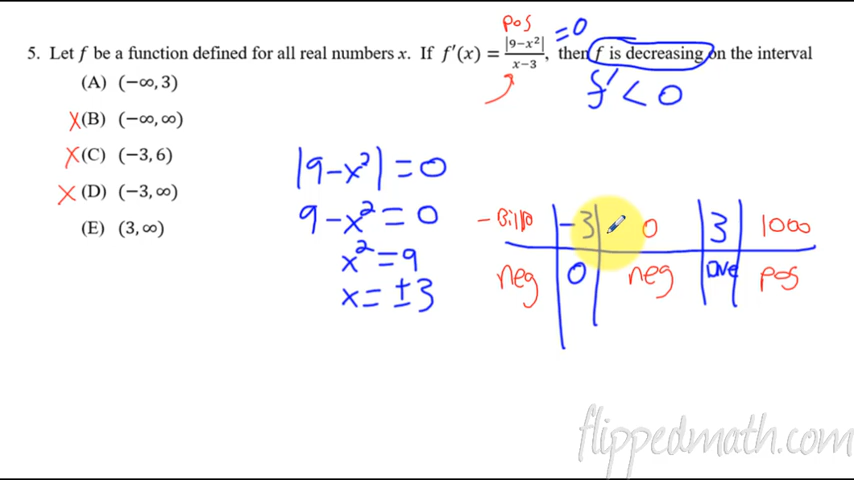 pos
=0
5. Let f be a function defined for all real numbers x. If f′(x) = |9−x²|/x−3, then f is decreasing on the interval
(A) (−∞, 3)
f' < 0
X (B) (−∞, ∞)
X (C) (−3, 6)
|9−x²| = 0
X (D) (−3, ∞)
9−x² = 0
(E) (3, ∞)
x² = 9
x = ±3
−3 0 3 1000
neg 0 neg DNE pos
flippedmath.com